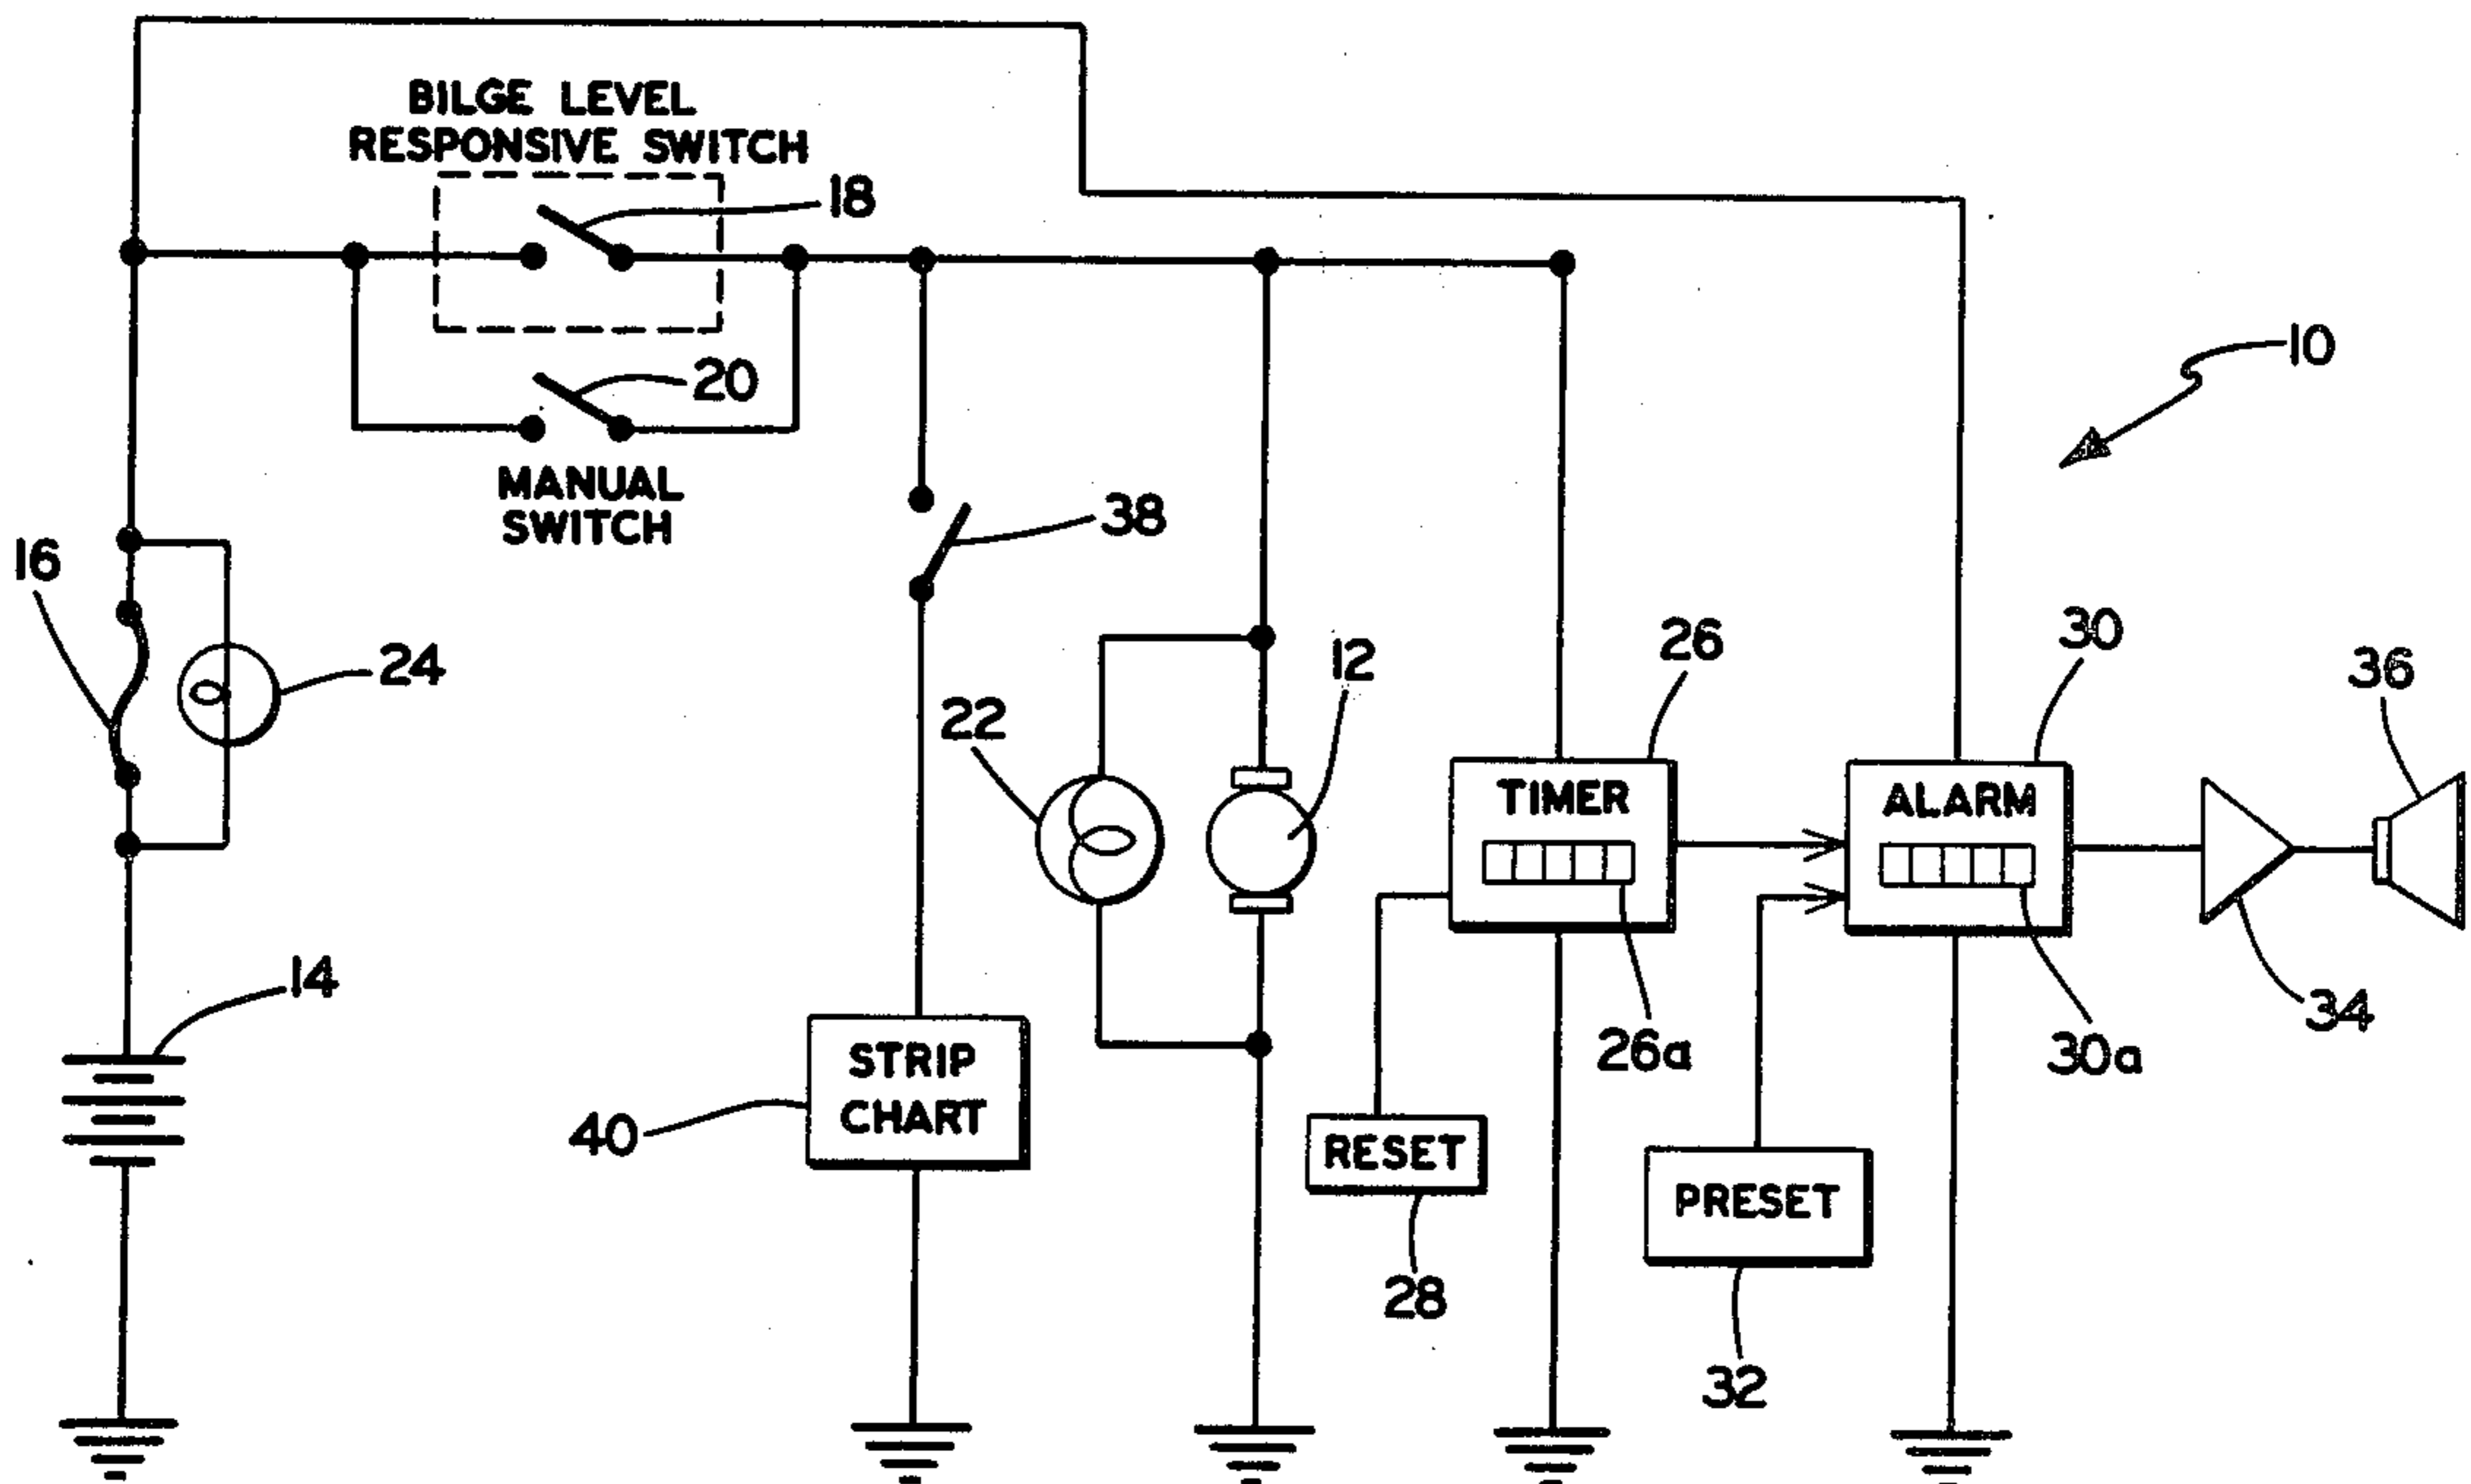 BILGE LEVEL
RESPONSIVE SWITCH
18
10
20
MANUAL
SWITCH
38
16
24
22
12
26
30
36
TIMER
ALARM
14
STRIP
CHART
40
26a
30a
34
RESET
PRESET
28
32